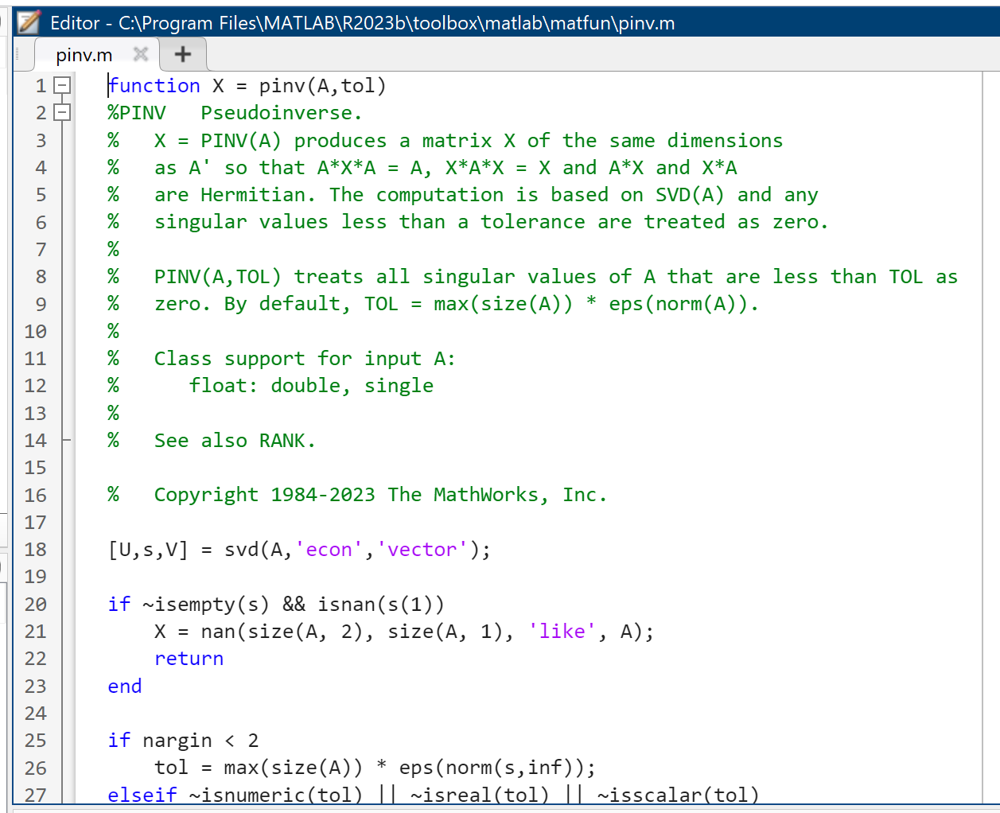 Editor - C:\Program Files\MATLAB\R2023b\toolbox\matlab\matfun\pinv.m
pinv.m
1 function X = pinv(A,tol)
2 %PINV   Pseudoinverse.
3 %   X = PINV(A) produces a matrix X of the same dimensions
4 %   as A' so that A*X*A = A, X*A*X = X and A*X and X*A
5 %   are Hermitian. The computation is based on SVD(A) and any
6 %   singular values less than a tolerance are treated as zero.
7 %
8 %   PINV(A,TOL) treats all singular values of A that are less than TOL as
9 %   zero. By default, TOL = max(size(A)) * eps(norm(A)).
10 %
11 %   Class support for input A:
12 %      float: double, single
13 %
14 %   See also RANK.
15
16 %   Copyright 1984-2023 The MathWorks, Inc.
17
18 [U,s,V] = svd(A,'econ','vector');
19
20 if ~isempty(s) && isnan(s(1))
21     X = nan(size(A, 2), size(A, 1), 'like', A);
22     return
23 end
24
25 if nargin < 2
26     tol = max(size(A)) * eps(norm(s,inf));
27 elseif ~isnumeric(tol) || ~isreal(tol) || ~isscalar(tol)